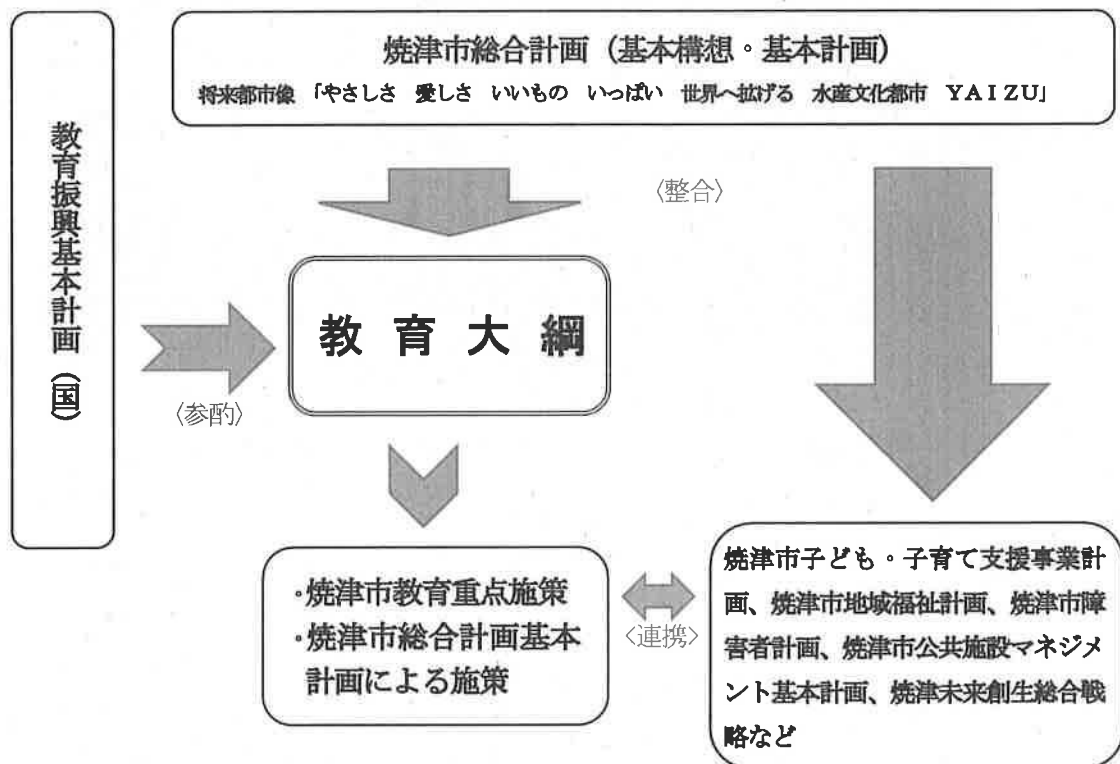 焼津市総合計画（基本構想・基本計画）
将来都市像 「やさしさ 愛しさ いいもの いっぱい 世界へ拡げる 水産文化都市 YAIZU」
教育振興基本計画（国）
〈整合〉
教育大綱
〈参酌〉
・焼津市教育重点施策
・焼津市総合計画基本
計画による施策
〈連携〉
焼津市子ども・子育て支援事業計
画、焼津市地域福祉計画、焼津市障
害者計画、焼津市公共施設マネジメ
ント基本計画、焼津未来創生総合戦
略など